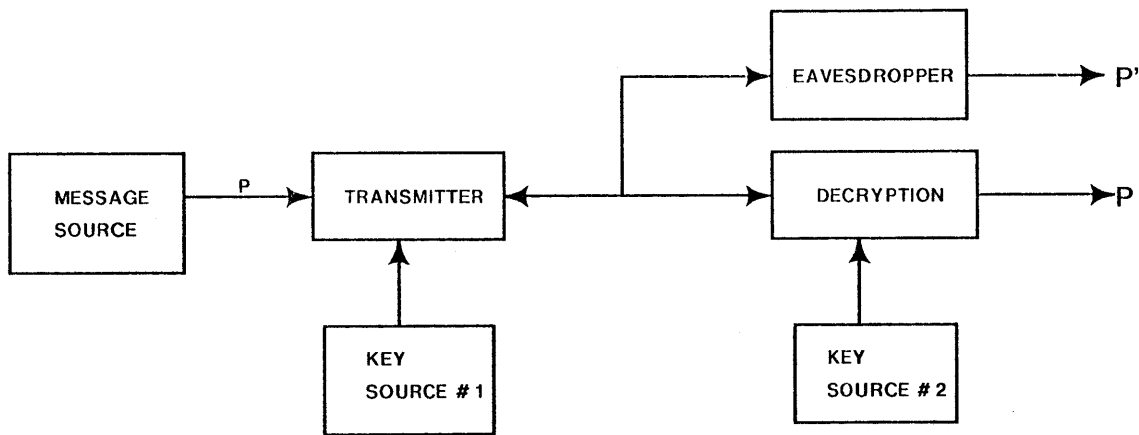 EAVESDROPPER
P'
MESSAGE
SOURCE
P
TRANSMITTER
DECRYPTION
P
KEY
SOURCE # 1
KEY
SOURCE # 2